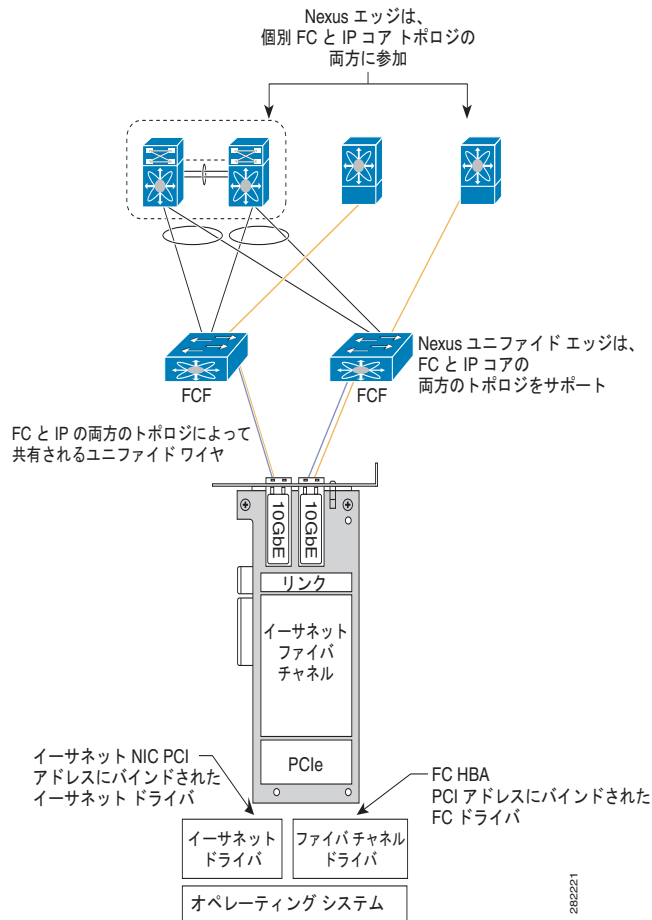 Nexus エッジは、
個別 FC と IP コア トポロジの
両方に参加
Nexus ユニファイド エッジは、
FC と IP コアの
両方のトポロジをサポート
FCF
FCF
FC と IP の両方のトポロジによって
共有されるユニファイド ワイヤ
10GbE
10GbE
リンク
イーサネット
ファイバ
チャネル
PCIe
イーサネット NIC PCI
アドレスにバインドされた
イーサネット ドライバ
FC HBA
PCI アドレスにバインドされた
FC ドライバ
イーサネット
ドライバ
ファイバ チャネル
ドライバ
オペレーティング システム
282221